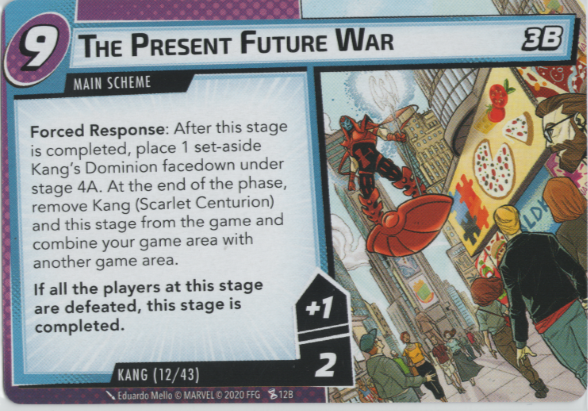 9
THE PRESENT FUTURE WAR
3B
MAIN SCHEME
Forced Response: After this stage
is completed, place 1 set-aside
Kang's Dominion facedown under
stage 4A. At the end of the phase,
remove Kang (Scarlet Centurion)
and this stage from the game and
combine your game area with
another game area.
If all the players at this stage
are defeated, this stage is
completed.
+1
2
KANG (12/43)
Eduardo Mello © MARVEL © 2020 FFG 12B